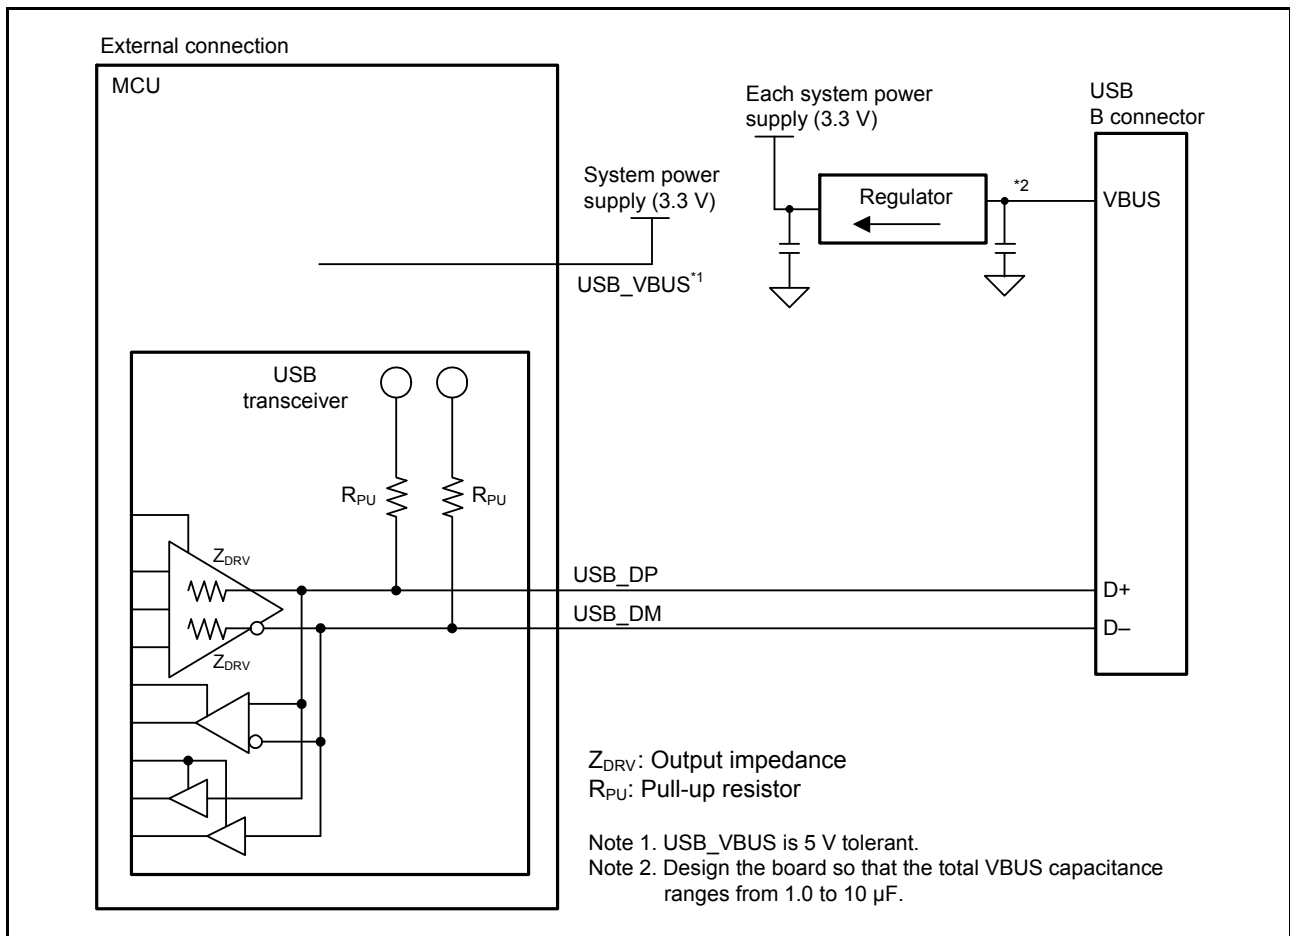 External connection
MCU
Each system power
supply (3.3 V)
USB
B connector
System power
supply (3.3 V)
Regulator
*2
VBUS
USB_VBUS*1
USB
transceiver
RPU
RPU
ZDRV
USB_DP
D+
USB_DM
D–
ZDRV
ZDRV: Output impedance
RPU: Pull-up resistor
Note 1. USB_VBUS is 5 V tolerant.
Note 2. Design the board so that the total VBUS capacitance
ranges from 1.0 to 10 µF.